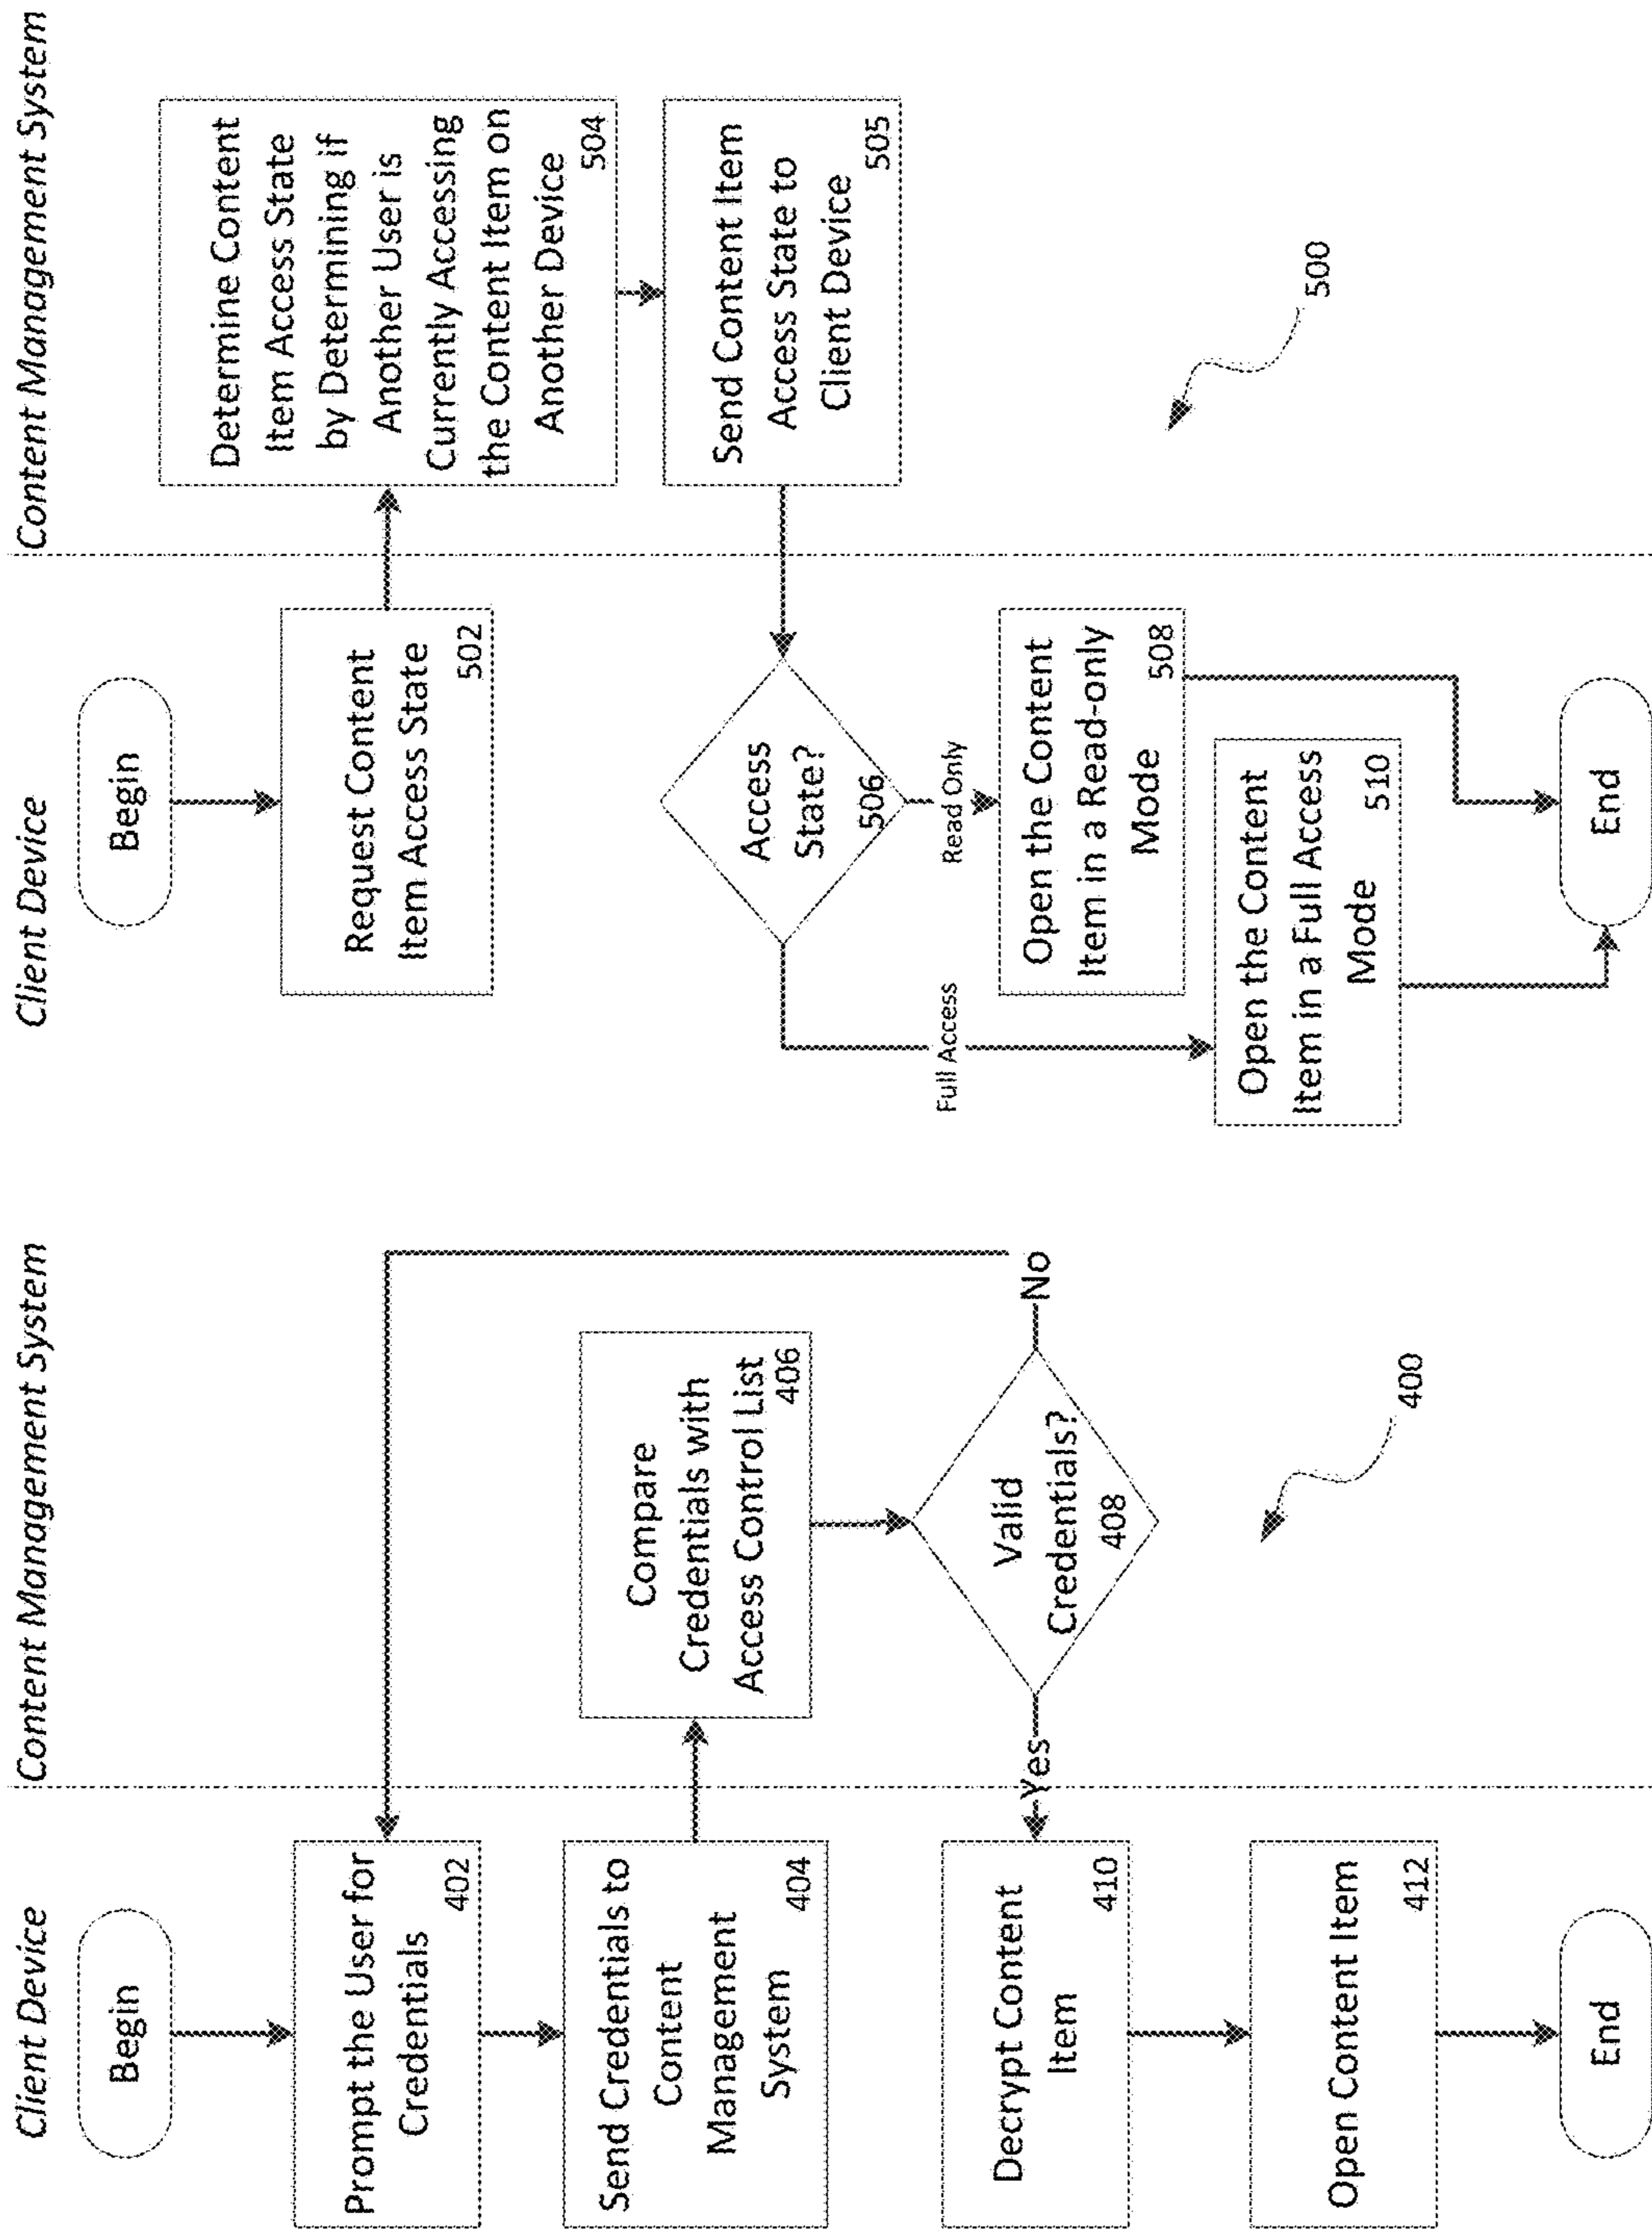 Client Device
Content Management System
Begin
Prompt the User for
Credentials
402
Send Credentials to
Content
Management
System
404
Compare
Credentials with
Access Control List
406
Valid
Credentials?
408
No
Yes
Decrypt Content
Item
410
Open Content Item
412
End
400
Client Device
Content Management System
Begin
Request Content
Item Access State
502
Determine Content
Item Access State
by Determining if
Another User is
Currently Accessing
the Content Item on
Another Device
504
Send Content Item
Access State to
Client Device
505
Access
State?
506
Full Access
Read Only
Open the Content
Item in a Read-only
Mode
508
Open the Content
Item in a Full Access
Mode
510
End
500